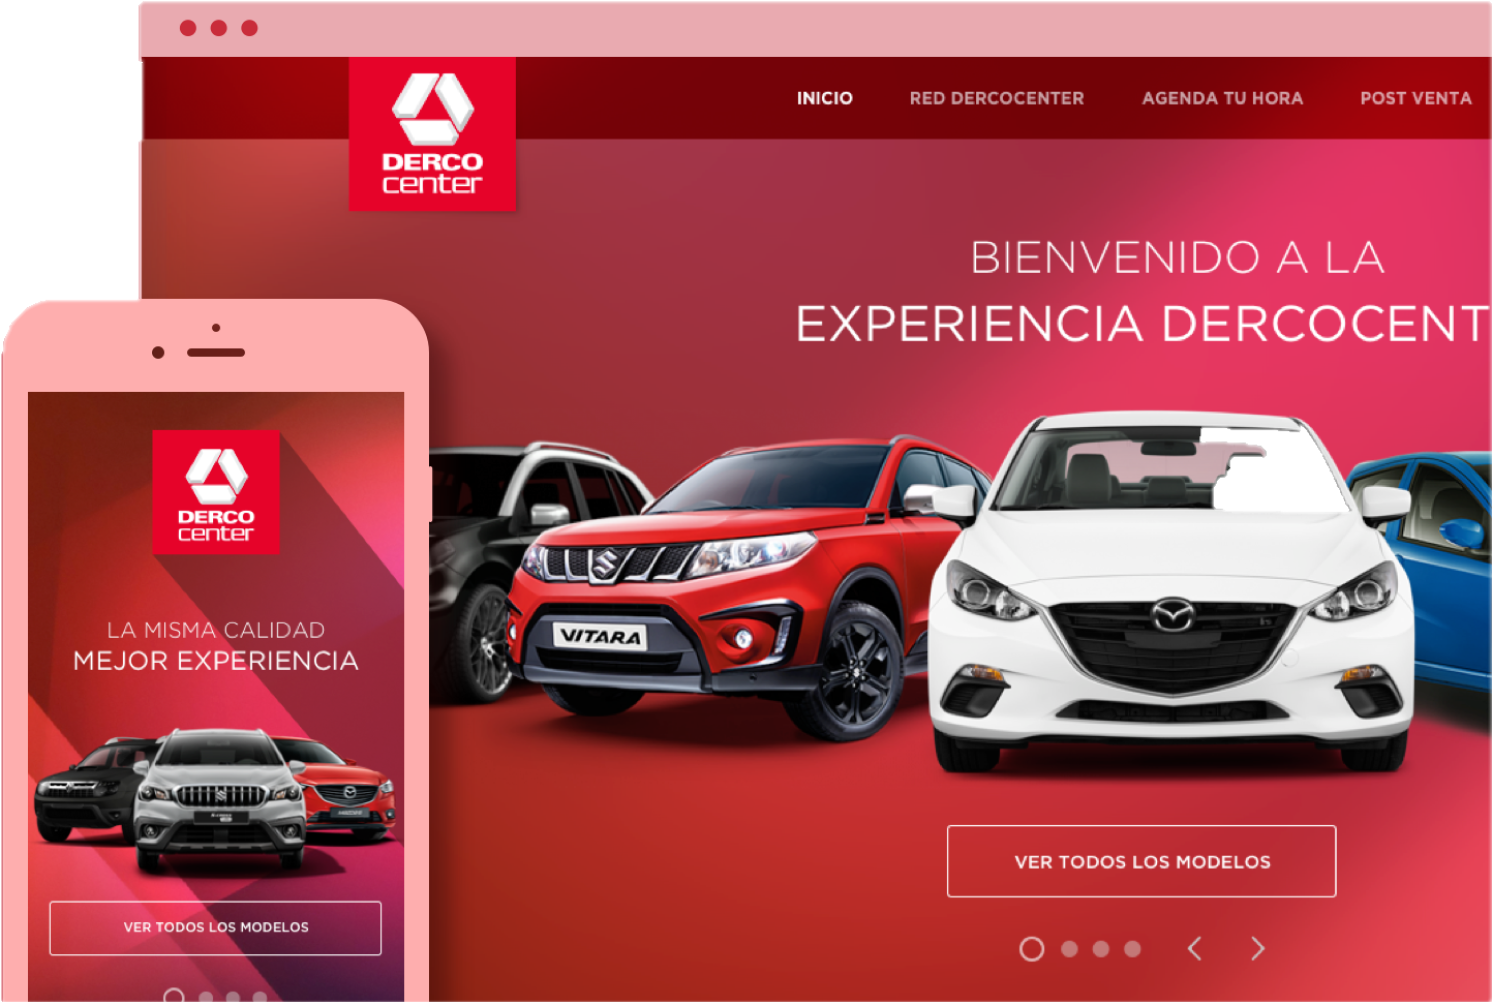 DERCO
center
INICIO
RED DERCOCENTER
AGENDA TU HORA
POST VENTA
BIENVENIDO A LA
EXPERIENCIA DERCOCENT
VITARA
VER TODOS LOS MODELOS
DERCO
center
LA MISMA CALIDAD
MEJOR EXPERIENCIA
VER TODOS LOS MODELOS